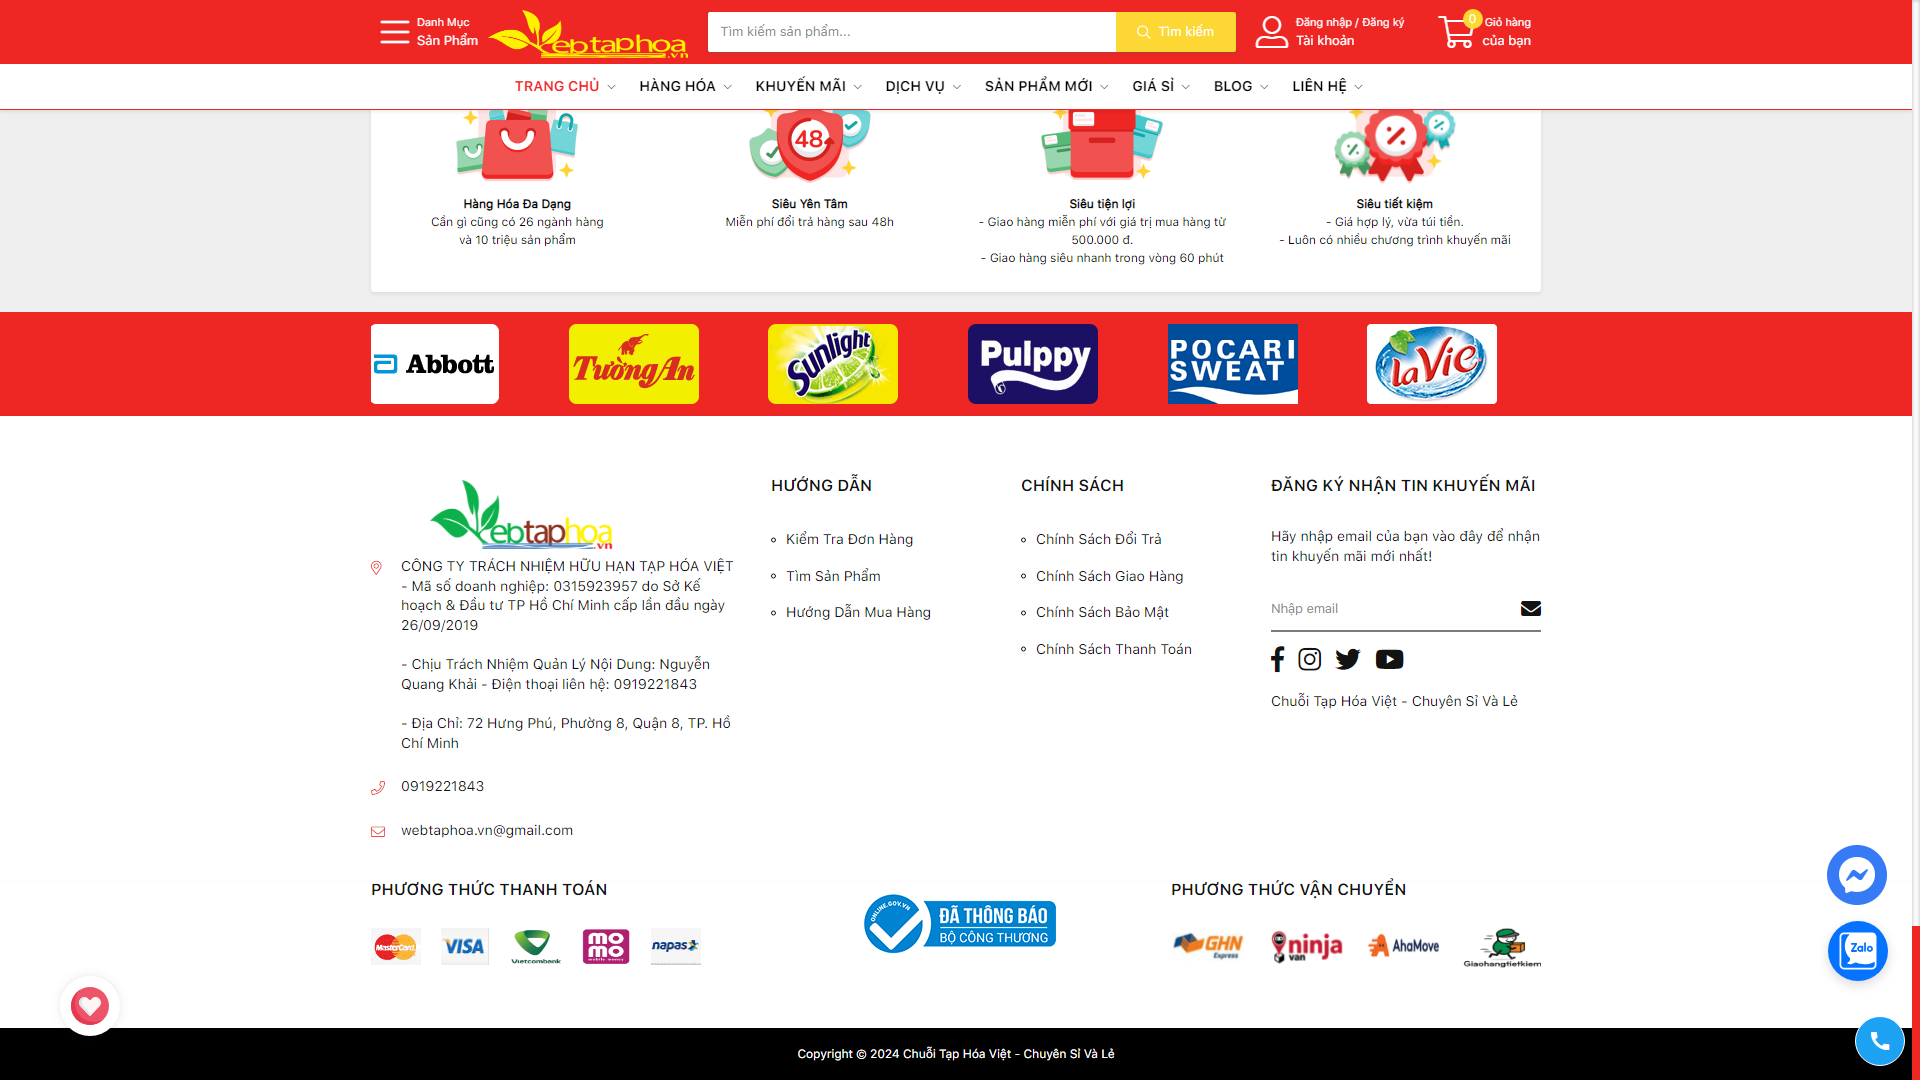 Danh Mục
Sản Phẩm
ebtaphoa
.vn
Tìm kiếm sản phẩm...
Tìm kiếm
Đăng nhập / Đăng ký
Tài khoản
0
Giỏ hàng
của bạn
TRANG CHỦ
HÀNG HÓA
KHUYẾN MÃI
DỊCH VỤ
SẢN PHẨM MỚI
GIÁ SỈ
BLOG
LIÊN HỆ
48
Hàng Hóa Đa Dạng
Cần gì cũng có 26 ngành hàng
và 10 triệu sản phẩm
Siêu Yên Tâm
Miễn phí đổi trả hàng sau 48h
Siêu tiện lợi
- Giao hàng miễn phí với giá trị mua hàng từ
500.000 đ.
- Giao hàng siêu nhanh trong vòng 60 phút
Siêu tiết kiệm
- Giá hợp lý, vừa túi tiền.
- Luôn có nhiều chương trình khuyến mãi
Abbott
Tường An
Sunlight
Pulppy
POCARI
SWEAT
La Vie
ebtaphoa
.vn
CÔNG TY TRÁCH NHIỆM HỮU HẠN TẠP HÓA VIỆT
- Mã số doanh nghiệp: 0315923957 do Sở Kế
hoạch & Đầu tư TP Hồ Chí Minh cấp lần đầu ngày
26/09/2019
- Chịu Trách Nhiệm Quản Lý Nội Dung: Nguyễn
Quang Khải - Điện thoại liên hệ: 0919221843
- Địa Chỉ: 72 Hưng Phú, Phường 8, Quận 8, TP. Hồ
Chí Minh
0919221843
webtaphoa.vn@gmail.com
HƯỚNG DẪN
Kiểm Tra Đơn Hàng
Tìm Sản Phẩm
Hướng Dẫn Mua Hàng
CHÍNH SÁCH
Chính Sách Đổi Trả
Chính Sách Giao Hàng
Chính Sách Bảo Mật
Chính Sách Thanh Toán
ĐĂNG KÝ NHẬN TIN KHUYẾN MÃI
Hãy nhập email của bạn vào đây để nhận
tin khuyến mãi mới nhất!
Nhập email
Chuỗi Tạp Hóa Việt - Chuyên Sỉ Và Lẻ
PHƯƠNG THỨC THANH TOÁN
MasterCard
VISA
Vietcombank
mo
mo
mobile money
napas
ONLINE.GOV.VN
ĐÃ THÔNG BÁO
BỘ CÔNG THƯƠNG
PHƯƠNG THỨC VẬN CHUYỂN
GHN
Express
ninja
van
AhaMove
Giaohangtietkiem
Zalo
Copyright © 2024 Chuỗi Tạp Hóa Việt - Chuyên Sỉ Và Lẻ